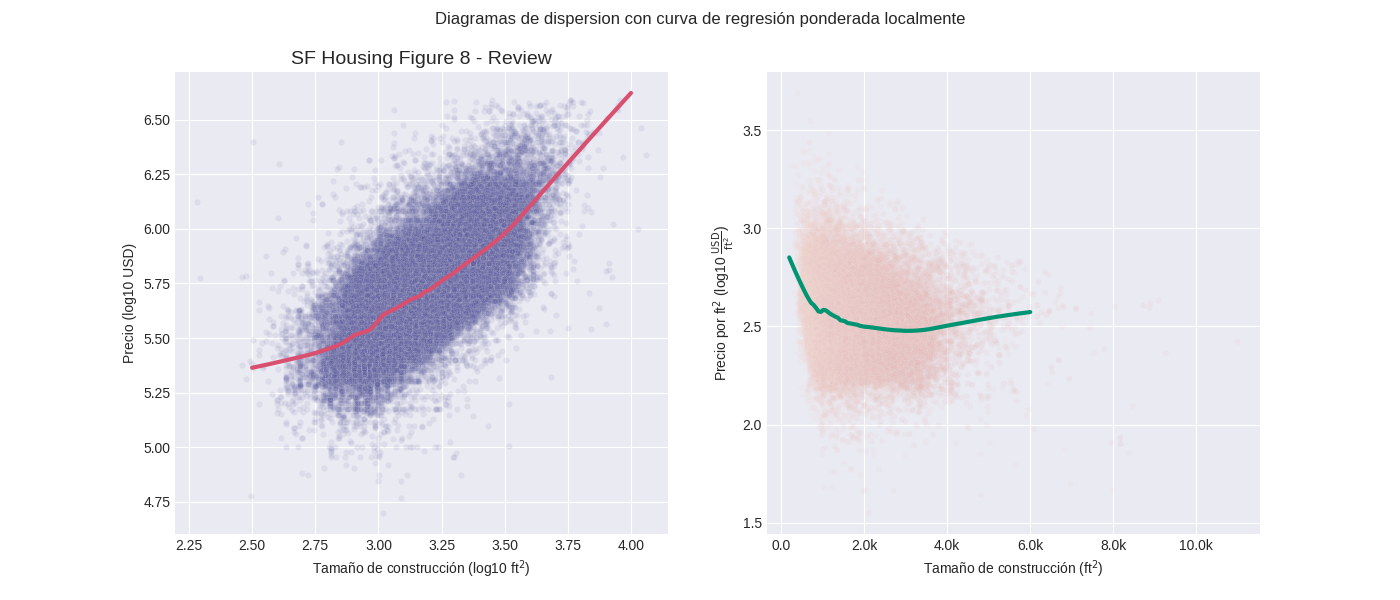 Diagramas de dispersion con curva de regresión ponderada localmente
SF Housing Figure 8 - Review
Precio (log10 USD)
6.50
6.25
6.00
5.75
5.50
5.25
5.00
4.75
2.25 2.50 2.75 3.00 3.25 3.50 3.75 4.00
Tamaño de construcción (log10 ft²)
Precio por ft² (log10 USD/ft²)
3.5
3.0
2.5
2.0
1.5
0.0 2.0k 4.0k 6.0k 8.0k 10.0k
Tamaño de construcción (ft²)